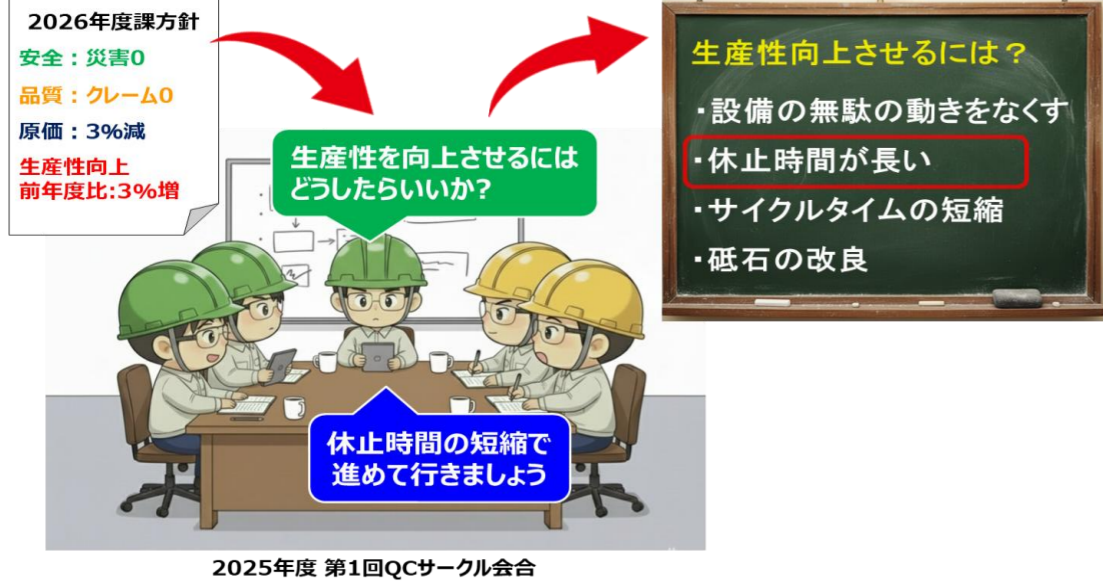 2026年度課方針
安全：災害0
品質：クレーム0
原価：3%減
生産性向上
前年度比:3%増
生産性を向上させるには
どうしたらいいか?
生産性向上させるには？
・設備の無駄の動きをなくす
・休止時間が長い
・サイクルタイムの短縮
・砥石の改良
休止時間の短縮で
進めて行きましょう
2025年度 第1回QCサークル会合